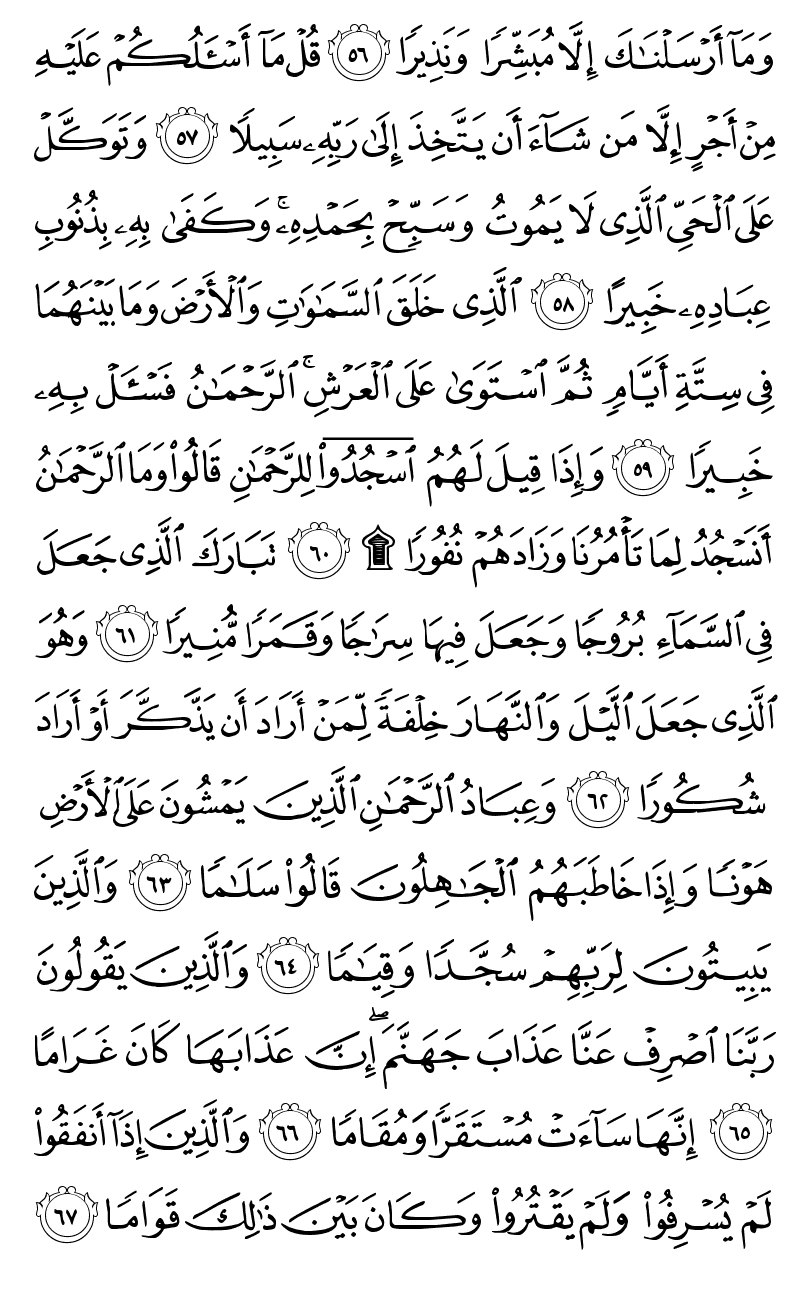 وَمَآ أَرْسَلْنَٰكَ إِلَّا مُبَشِّرًا وَنَذِيرًا ٥٦ قُلْ مَآ أَسْـَٔلُكُمْ عَلَيْهِ
مِنْ أَجْرٍ إِلَّا مَن شَآءَ أَن يَتَّخِذَ إِلَىٰ رَبِّهِۦ سَبِيلًا ٥٧ وَتَوَكَّلْ
عَلَى ٱلْحَىِّ ٱلَّذِى لَا يَمُوتُ وَسَبِّحْ بِحَمْدِهِۦ ۚ وَكَفَىٰ بِهِۦ بِذُنُوبِ
عِبَادِهِۦ خَبِيرًا ٥٨ ٱلَّذِى خَلَقَ ٱلسَّمَٰوَٰتِ وَٱلْأَرْضَ وَمَا بَيْنَهُمَا
فِى سِتَّةِ أَيَّامٍ ثُمَّ ٱسْتَوَىٰ عَلَى ٱلْعَرْشِ ۚ ٱلرَّحْمَٰنُ فَسْـَٔلْ بِهِۦ
خَبِيرًا ٥٩ وَإِذَا قِيلَ لَهُمُ ٱسْجُدُوا۟ لِلرَّحْمَٰنِ قَالُوا۟ وَمَا ٱلرَّحْمَٰنُ
أَنَسْجُدُ لِمَا تَأْمُرُنَا وَزَادَهُمْ نُفُورًا ۩ ٦٠ تَبَارَكَ ٱلَّذِى جَعَلَ
فِى ٱلسَّمَآءِ بُرُوجًا وَجَعَلَ فِيهَا سِرَٰجًا وَقَمَرًا مُّنِيرًا ٦١ وَهُوَ
ٱلَّذِى جَعَلَ ٱلَّيْلَ وَٱلنَّهَارَ خِلْفَةً لِّمَنْ أَرَادَ أَن يَذَّكَّرَ أَوْ أَرَادَ
شُكُورًا ٦٢ وَعِبَادُ ٱلرَّحْمَٰنِ ٱلَّذِينَ يَمْشُونَ عَلَى ٱلْأَرْضِ
هَوْنًا وَإِذَا خَاطَبَهُمُ ٱلْجَٰهِلُونَ قَالُوا۟ سَلَٰمًا ٦٣ وَٱلَّذِينَ
يَبِيتُونَ لِرَبِّهِمْ سُجَّدًا وَقِيَٰمًا ٦٤ وَٱلَّذِينَ يَقُولُونَ
رَبَّنَا ٱصْرِفْ عَنَّا عَذَابَ جَهَنَّمَ ۖ إِنَّ عَذَابَهَا كَانَ غَرَامًا
٦٥ إِنَّهَا سَآءَتْ مُسْتَقَرًّا وَمُقَامًا ٦٦ وَٱلَّذِينَ إِذَآ أَنفَقُوا۟
لَمْ يُسْرِفُوا۟ وَلَمْ يَقْتُرُوا۟ وَكَانَ بَيْنَ ذَٰلِكَ قَوَامًا ٦٧